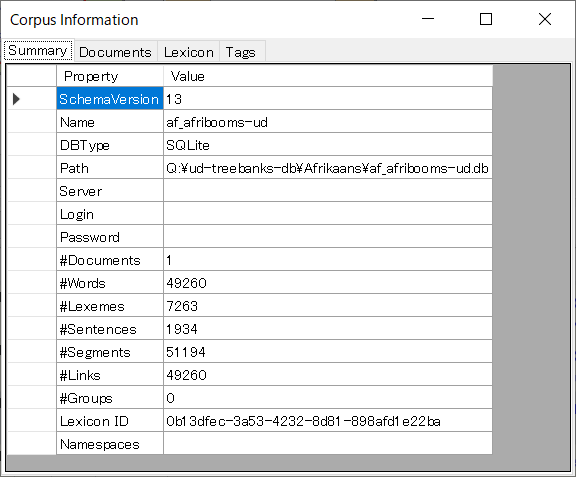 Corpus Information
Summary Documents Lexicon Tags
Property Value
SchemaVersion 13
Name af_afribooms-ud
DBType SQLite
Path Q:¥ud-treebanks-db¥Afrikaans¥af_afribooms-ud.db
Server
Login
Password
#Documents 1
#Words 49260
#Lexemes 7263
#Sentences 1934
#Segments 51194
#Links 49260
#Groups 0
Lexicon ID 0b13dfec-3a53-4232-8d81-898afd1e22ba
Namespaces